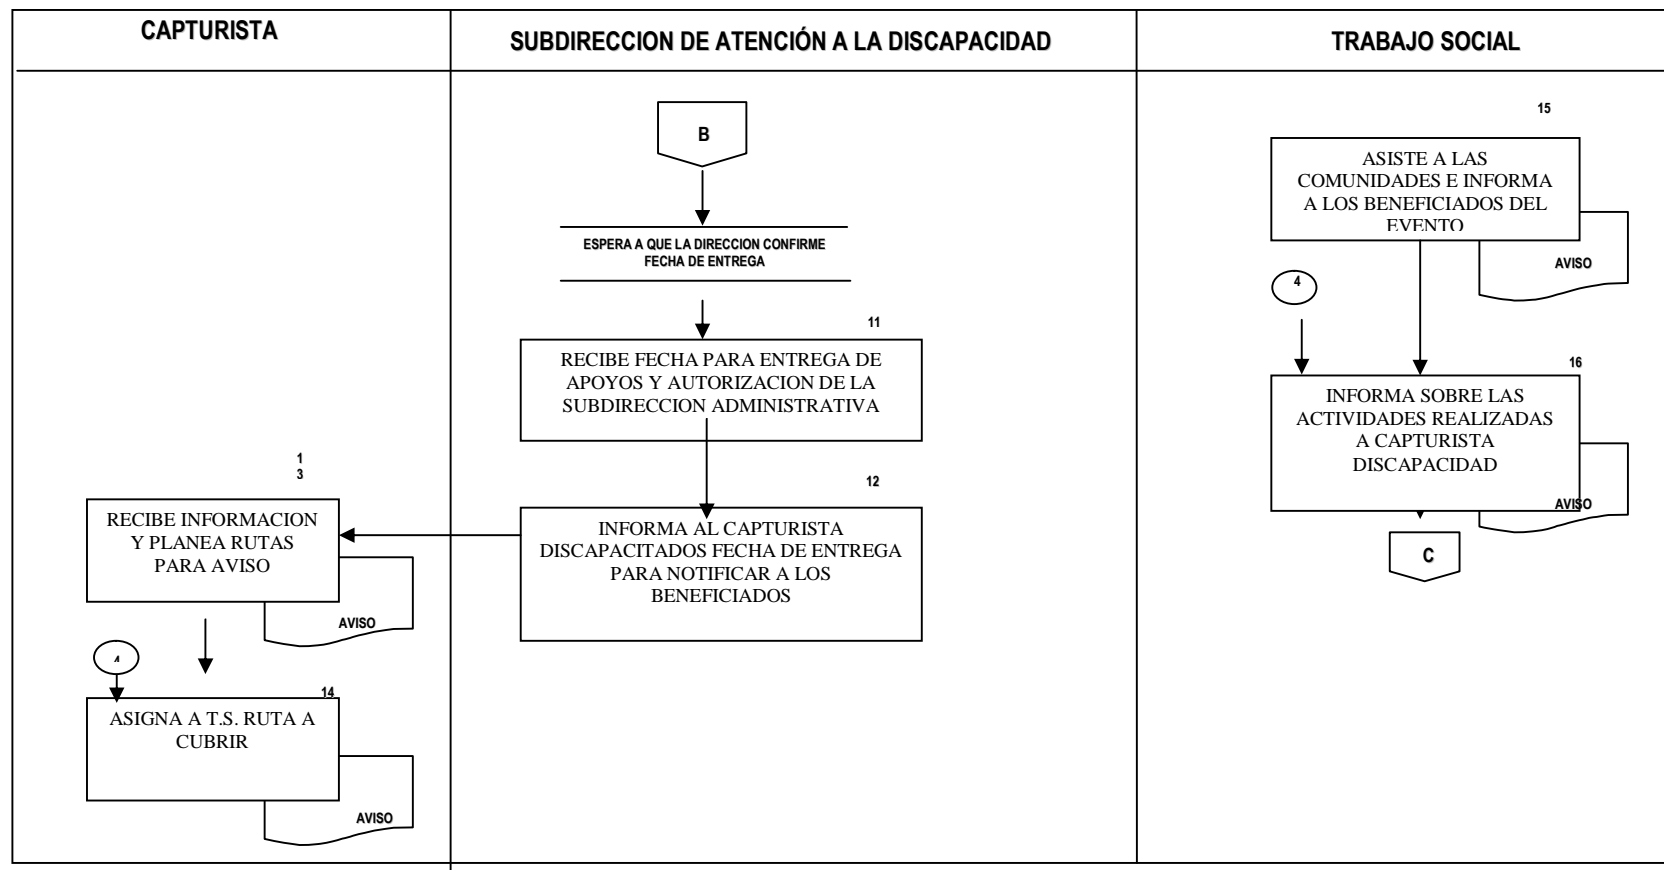 CAPTURISTA
SUBDIRECCION DE ATENCIÓN A LA DISCAPACIDAD
TRABAJO SOCIAL
B
ESPERA A QUE LA DIRECCION CONFIRME
FECHA DE ENTREGA
11
RECIBE FECHA PARA ENTREGA DE
APOYOS Y AUTORIZACION DE LA
SUBDIRECCION ADMINISTRATIVA
12
INFORMA AL CAPTURISTA
DISCAPACITADOS FECHA DE ENTREGA
PARA NOTIFICAR A LOS
BENEFICIADOS
1
3
RECIBE INFORMACION
Y PLANEA RUTAS
PARA AVISO
AVISO
14
ASIGNA A T.S. RUTA A
CUBRIR
AVISO
15
ASISTE A LAS
COMUNIDADES E INFORMA
A LOS BENEFICIADOS DEL
EVENTO
AVISO
4
16
INFORMA SOBRE LAS
ACTIVIDADES REALIZADAS
A CAPTURISTA
DISCAPACIDAD
AVISO
C